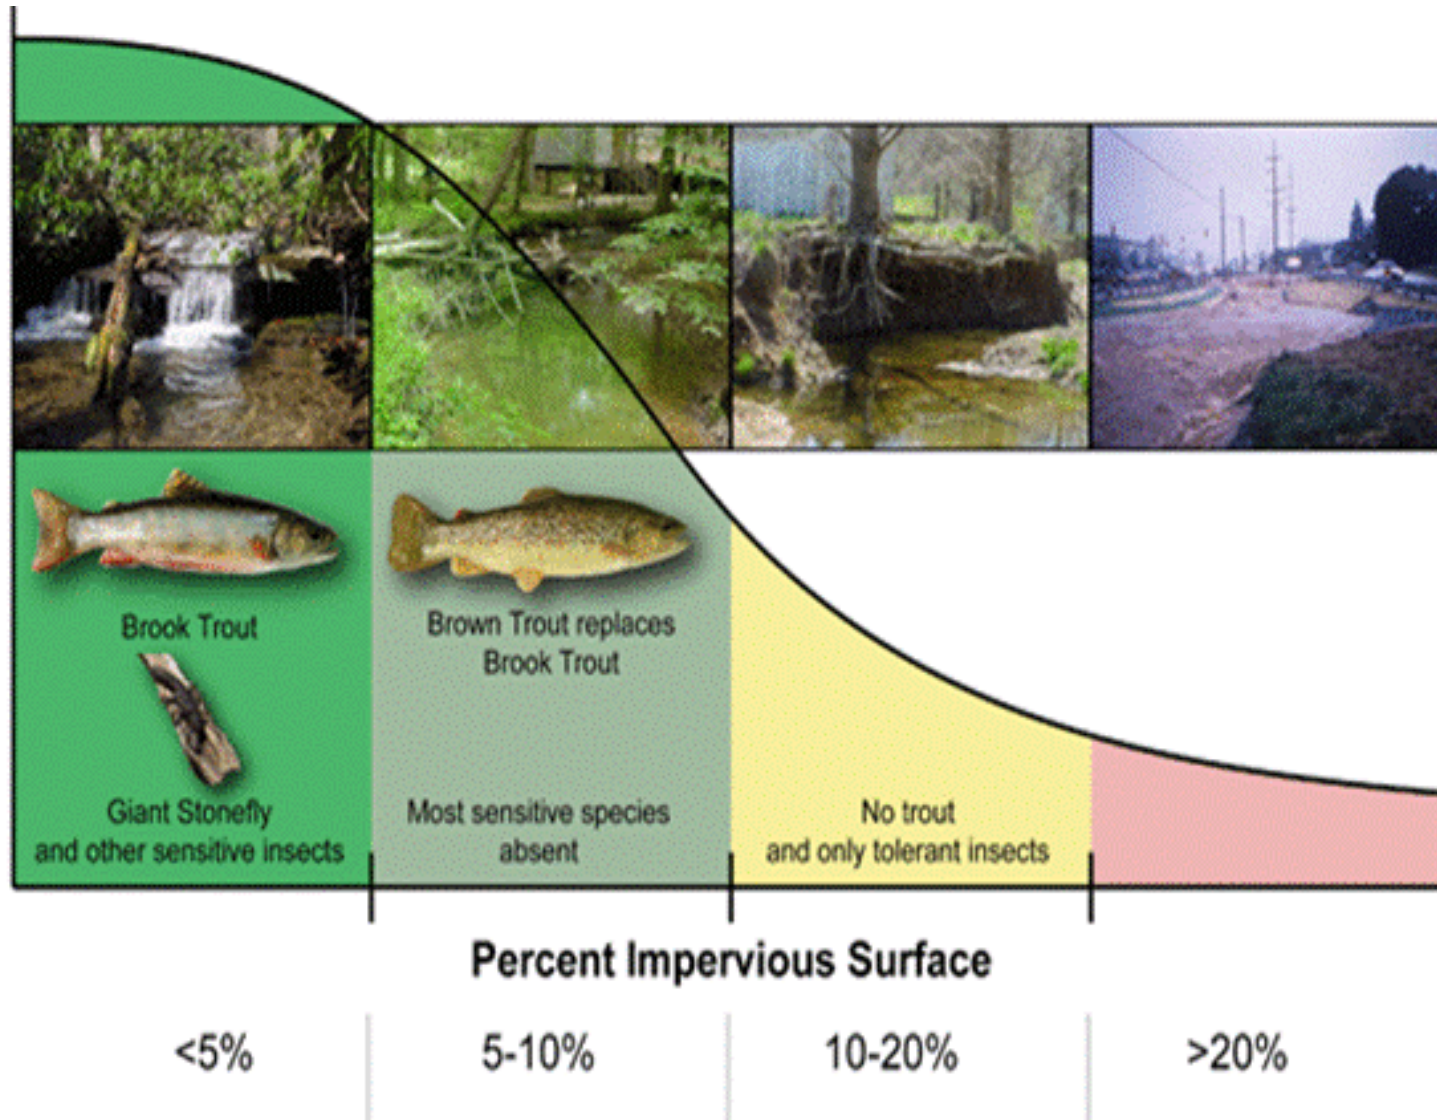 Brook Trout
Giant Stonefly
and other sensitive insects
Brown Trout replaces
Brook Trout
Most sensitive species
absent
No trout
and only tolerant insects
Percent Impervious Surface
<5%
5-10%
10-20%
>20%